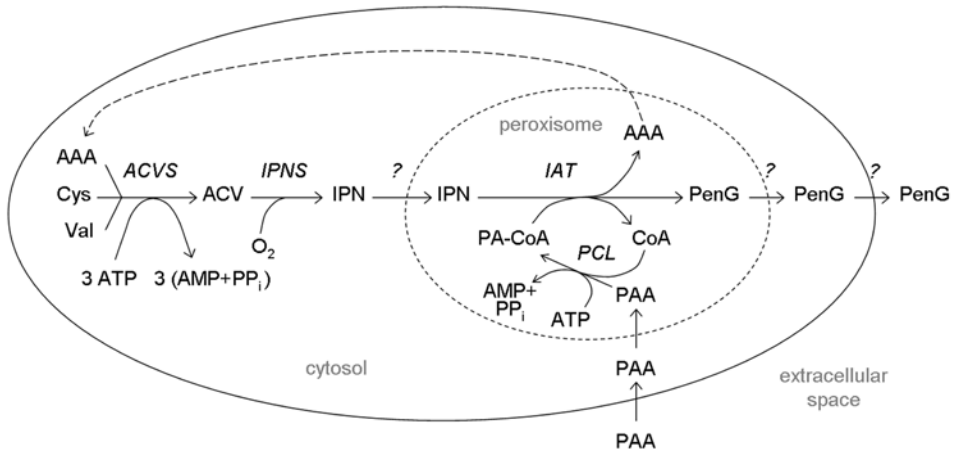 peroxisome
AAA
AAA
ACVS
IPNS
?
IAT
?
?
Cys
ACV
IPN
IPN
PenG
PenG
PenG
Val
O2
PA-CoA
CoA
PCL
3 ATP
3 (AMP+PPi)
AMP+
PPi
ATP
PAA
cytosol
PAA
extracellular
space
PAA